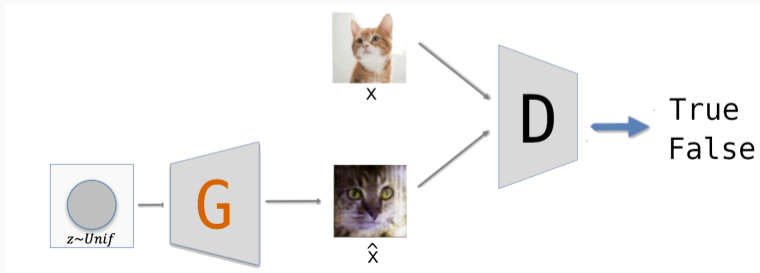 x
D
True
False
G
z~Unif
x̂